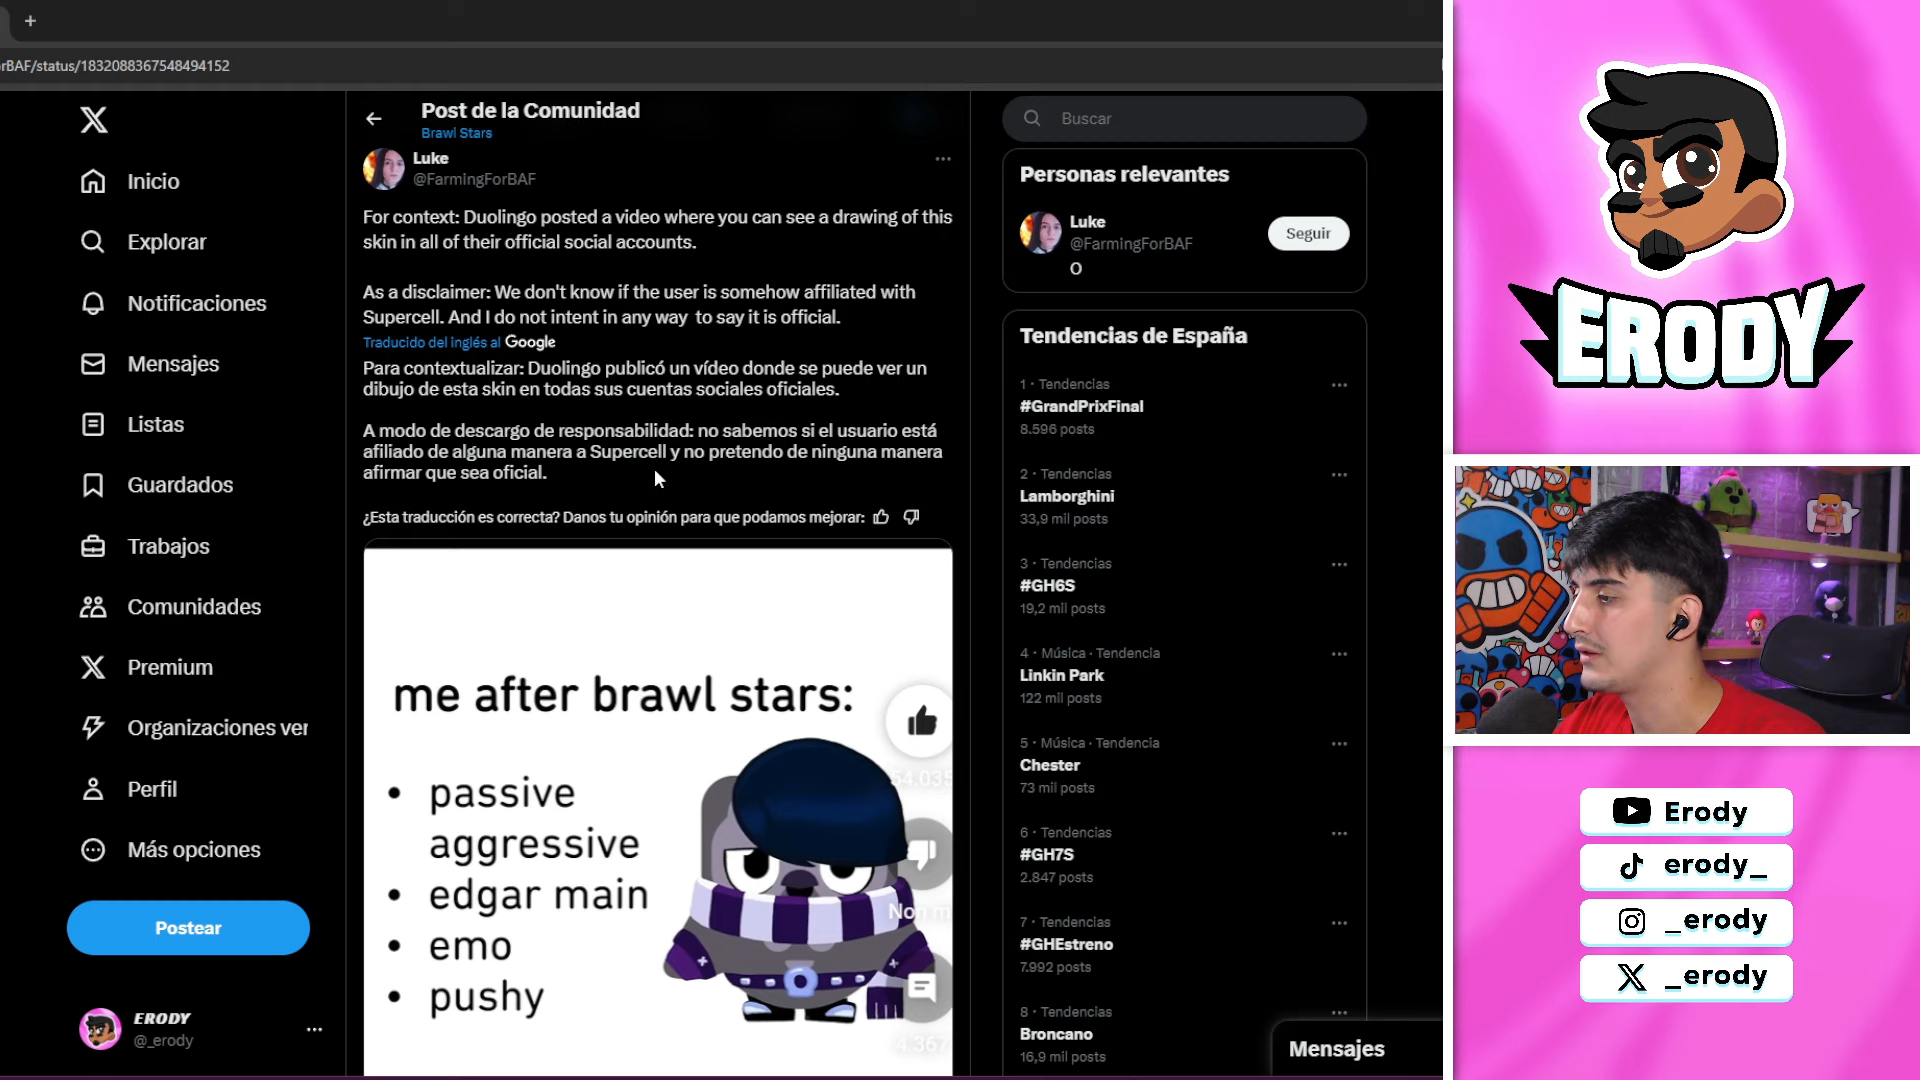 +
rBAF/status/1832088367548494152
Inicio
Explorar
Notificaciones
Mensajes
Listas
Guardados
Trabajos
Comunidades
Premium
Organizaciones ver
Perfil
Más opciones
Postear
ERODY
@_erody
Post de la Comunidad
Brawl Stars
Luke
@FarmingForBAF
For context: Duolingo posted a video where you can see a drawing of this
skin in all of their official social accounts.
As a disclaimer: We don't know if the user is somehow affiliated with
Supercell. And I do not intent in any way to say it is official.
Traducido del inglés al Google
Para contextualizar: Duolingo publicó un vídeo donde se puede ver un
dibujo de esta skin en todas sus cuentas sociales oficiales.
A modo de descargo de responsabilidad: no sabemos si el usuario está
afiliado de alguna manera a Supercell y no pretendo de ninguna manera
afirmar que sea oficial.
¿Esta traducción es correcta? Danos tu opinión para que podamos mejorar:
me after brawl stars:
• passive
aggressive
• edgar main
• emo
• pushy
54.035
Non m
4.367
Buscar
Personas relevantes
Luke
@FarmingForBAF
O
Seguir
Tendencias de España
1 · Tendencias
#GrandPrixFinal
8.596 posts
2 · Tendencias
Lamborghini
33,9 mil posts
3 · Tendencias
#GH6S
19,2 mil posts
4 · Música · Tendencia
Linkin Park
122 mil posts
5 · Música · Tendencia
Chester
73 mil posts
6 · Tendencias
#GH7S
2.847 posts
7 · Tendencias
#GHEstreno
7.992 posts
8 · Tendencias
Broncano
16,9 mil posts
Mensajes
ERODY
Erody
erody_
_erody
_erody